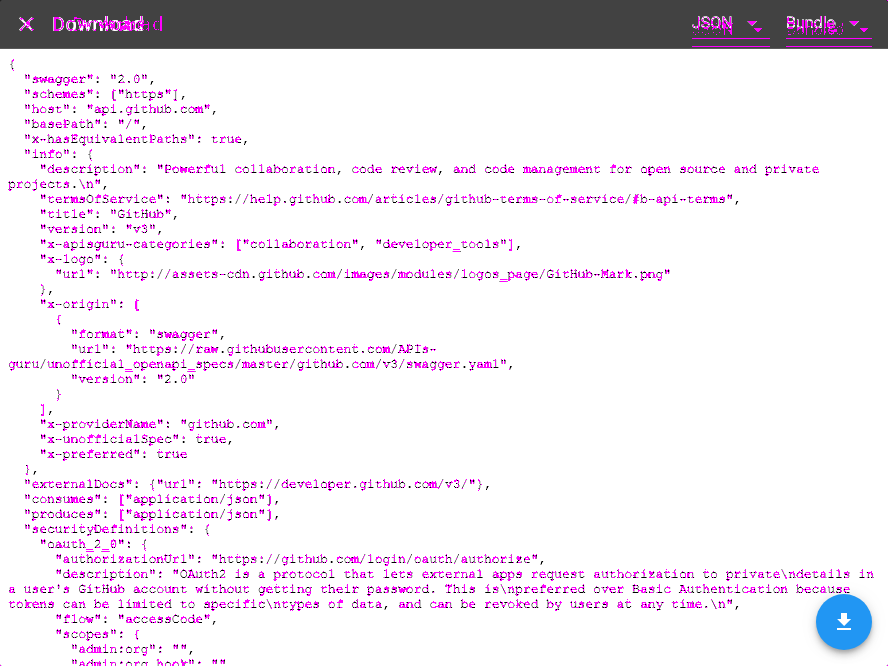 Download JSON Bundle
{
"swagger": "2.0",
"schemes": ["https"],
"host": "api.github.com",
"basePath": "/",
"x-hasEquivalentPaths": true,
"info": {
"description": "Powerful collaboration, code review, and code management for open source and private
projects.\n",
"termsOfService": "https://help.github.com/articles/github-terms-of-service/#b-api-terms",
"title": "GitHub",
"version": "v3",
"x-apisguru-categories": ["collaboration", "developer_tools"],
"x-logo": {
"url": "http://assets-cdn.github.com/images/modules/logos_page/GitHub-Mark.png"
},
"x-origin": [
{
"format": "swagger",
"url": "https://raw.githubusercontent.com/APIs-
guru/unofficial_openapi_specs/master/github.com/v3/swagger.yaml",
"version": "2.0"
}
],
"x-providerName": "github.com",
"x-unofficialSpec": true,
"x-preferred": true
},
"externalDocs": {"url": "https://developer.github.com/v3/"},
"consumes": ["application/json"],
"produces": ["application/json"],
"securityDefinitions": {
"oauth_2_0": {
"authorizationUrl": "https://github.com/login/oauth/authorize",
"description": "OAuth2 is a protocol that lets external apps request authorization to private\ndetails in
a user's GitHub account without getting their password. This is\npreferred over Basic Authentication because
tokens can be limited to specific\ntypes of data, and can be revoked by users at any time.\n",
"flow": "accessCode",
"scopes": {
"admin:org": "",
"admin:org_hook": ""